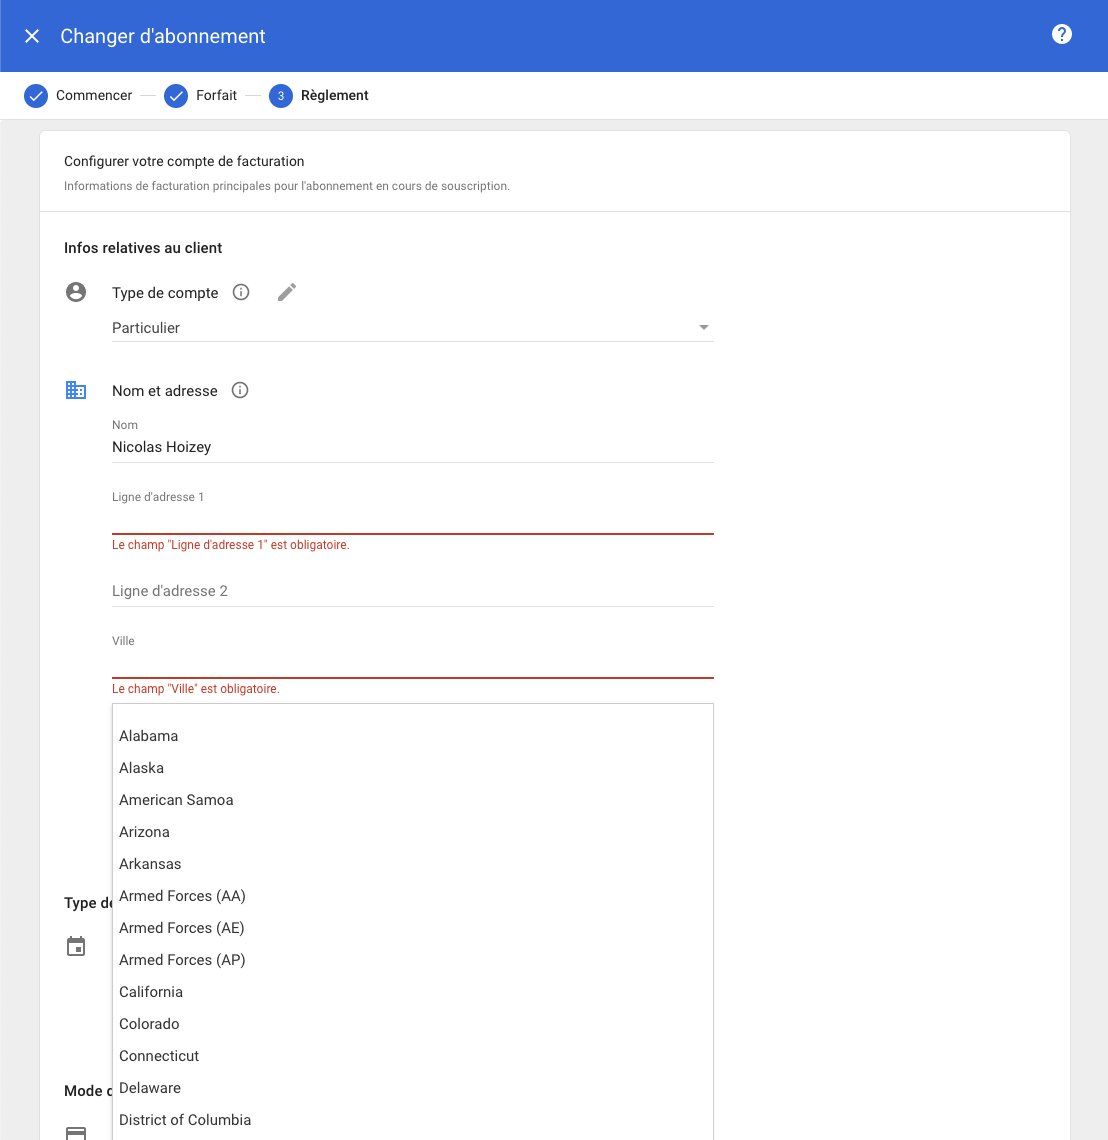 Changer d'abonnement
?
Commencer
Forfait
3 Règlement
Configurer votre compte de facturation
Informations de facturation principales pour l'abonnement en cours de souscription.
Infos relatives au client
Type de compte
Particulier
Nom et adresse
Nom
Nicolas Hoizey
Ligne d'adresse 1
Le champ "Ligne d'adresse 1" est obligatoire.
Ligne d'adresse 2
Ville
Le champ "Ville" est obligatoire.
Alabama
Alaska
American Samoa
Arizona
Arkansas
Armed Forces (AA)
Type de
Armed Forces (AE)
Armed Forces (AP)
California
Colorado
Connecticut
Delaware
Mode
District of Columbia